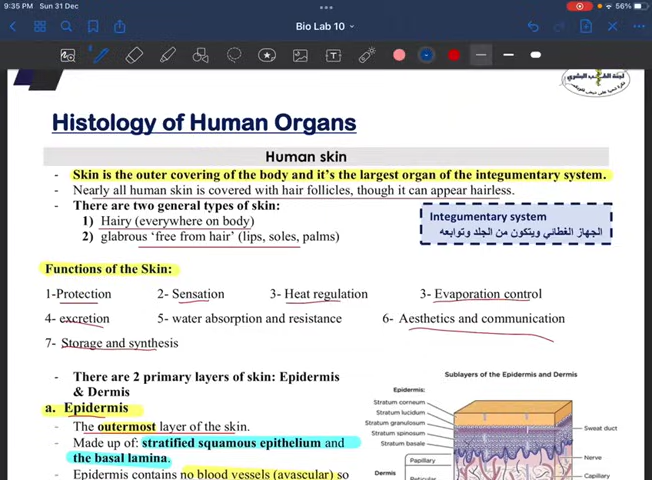 9:35 PM Sun 31 Dec
56%
Bio Lab 10
Histology of Human Organs
Human skin
- Skin is the outer covering of the body and it's the largest organ of the integumentary system.
- Nearly all human skin is covered with hair follicles, though it can appear hairless.
- There are two general types of skin:
1) Hairy (everywhere on body)
2) glabrous 'free from hair' (lips, soles, palms)
Integumentary system
الجهاز الغطائي ويتكون من الجلد وتوابعه
Functions of the Skin:
1-Protection 2- Sensation 3- Heat regulation 3- Evaporation control
4- excretion 5- water absorption and resistance 6- Aesthetics and communication
7- Storage and synthesis
- There are 2 primary layers of skin: Epidermis & Dermis
a. Epidermis
- The outermost layer of the skin.
- Made up of: stratified squamous epithelium and the basal lamina.
- Epidermis contains no blood vessels (avascular) so
Sublayers of the Epidermis and Dermis
Epidermis:
Stratum corneum
Stratum lucidum
Stratum granulosum
Stratum spinosum
Stratum basale
Dermis
Papillary
Reticular
Sweat duct
Nerve
Capillary